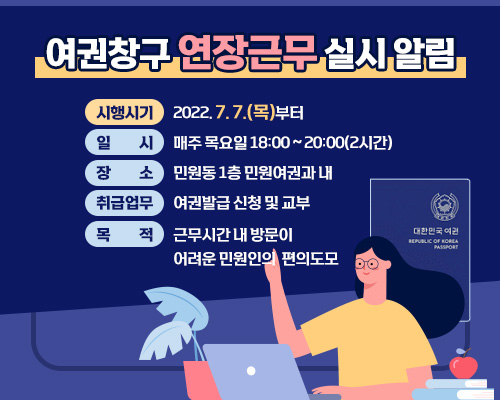 여권창구 연장근무 실시 알림
시행시기 2022. 7. 7.(목)부터
일 시 매주 목요일 18:00 ~ 20:00(2시간)
장 소 민원동 1층 민원여권과 내
취급업무 여권발급 신청 및 교부
목 적 근무시간 내 방문이
어려운 민원인의 편의도모
대한민국 여권
REPUBLIC OF KOREA
PASSPORT